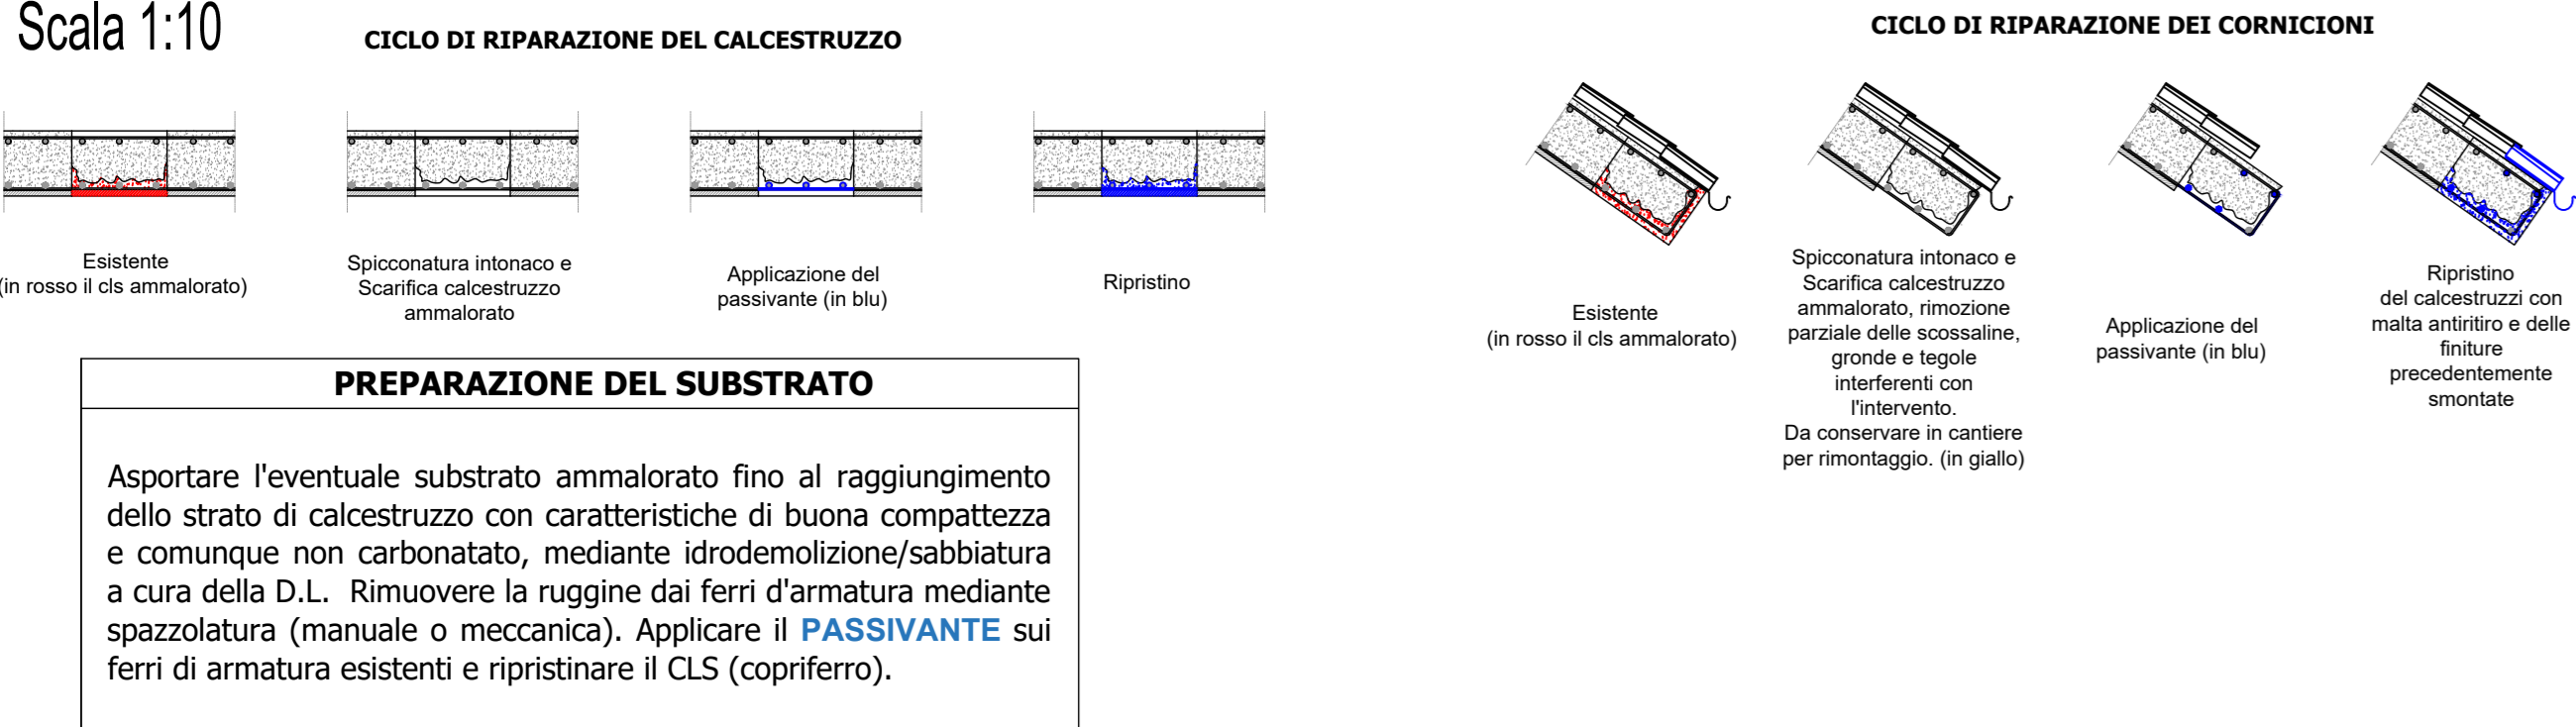 Scala 1:10
CICLO DI RIPARAZIONE DEL CALCESTRUZZO
Esistente
(in rosso il cls ammalorato)
Spicconatura intonaco e
Scarifica calcestruzzo
ammalorato
Applicazione del
passivante (in blu)
Ripristino
CICLO DI RIPARAZIONE DEI CORNICIONI
Esistente
(in rosso il cls ammalorato)
Spicconatura intonaco e
Scarifica calcestruzzo
ammalorato, rimozione
parziale delle scossaline,
gronde e tegole
interferenti con
l'intervento.
Da conservare in cantiere
per rimontaggio. (in giallo)
Applicazione del
passivante (in blu)
Ripristino
del calcestruzzi con
malta antiritiro e delle
finiture
precedentemente
smontate
PREPARAZIONE DEL SUBSTRATO
Asportare l'eventuale substrato ammalorato fino al raggiungimento
dello strato di calcestruzzo con caratteristiche di buona compattezza
e comunque non carbonatato, mediante idrodemolizione/sabbiatura
a cura della D.L. Rimuovere la ruggine dai ferri d'armatura mediante
spazzolatura (manuale o meccanica). Applicare il PASSIVANTE sui
ferri di armatura esistenti e ripristinare il CLS (copriferro).